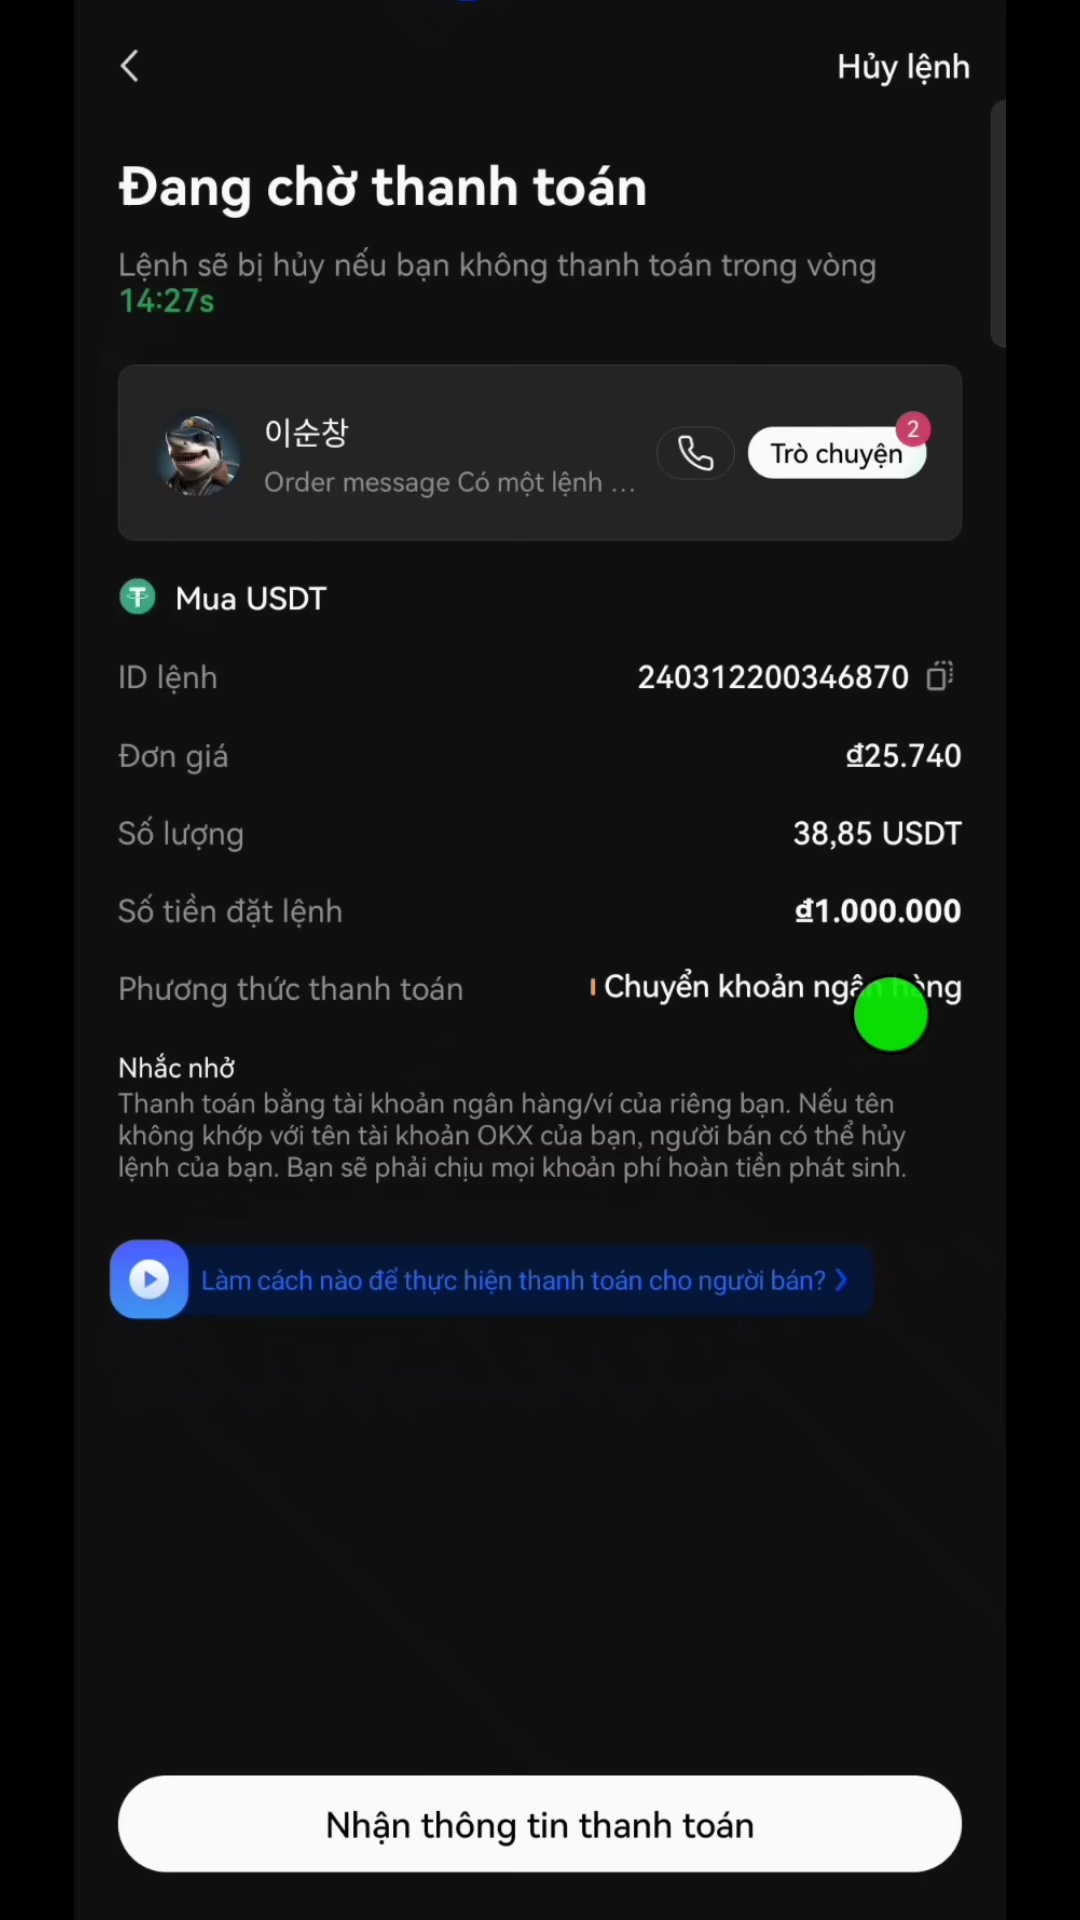 Hủy lệnh
Đang chờ thanh toán
Lệnh sẽ bị hủy nếu bạn không thanh toán trong vòng
14:27s
이순창
Order message Có một lệnh ...
Trò chuyện
2
Mua USDT
ID lệnh 240312200346870
Đơn giá đ25.740
Số lượng 38,85 USDT
Số tiền đặt lệnh đ1.000.000
Phương thức thanh toán Chuyển khoản ngân hàng
Nhắc nhở
Thanh toán bằng tài khoản ngân hàng/ví của riêng bạn. Nếu tên
không khớp với tên tài khoản OKX của bạn, người bán có thể hủy
lệnh của bạn. Bạn sẽ phải chịu mọi khoản phí hoàn tiền phát sinh.
Làm cách nào để thực hiện thanh toán cho người bán?
Nhận thông tin thanh toán